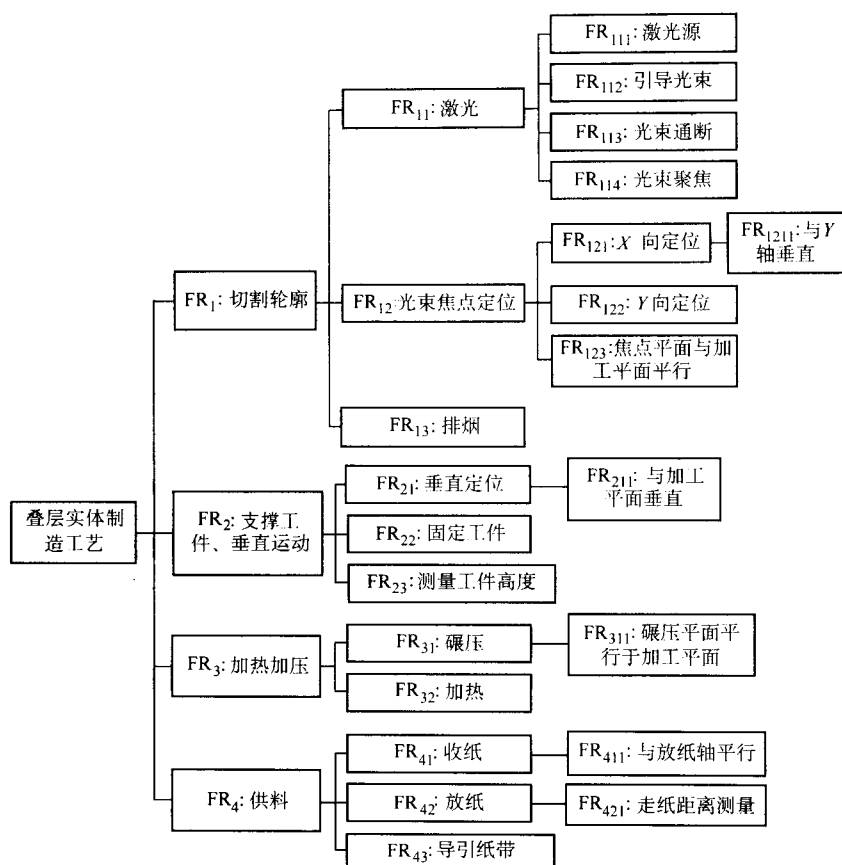 FR₁₁₁: 激光源
FR₁₁₂: 引导光束
FR₁₁: 激光
FR₁₁₃: 光束通断
FR₁₁₄: 光束聚焦
FR₁₂₁: X 向定位
FR₁₂₁₁: 与Y
轴垂直
FR₁: 切割轮廓
FR₁₂:光束焦点定位
FR₁₂₂: Y向定位
FR₁₂₃:焦点平面与加
工平面平行
FR₁₃: 排烟
FR₂₁: 垂直定位
FR₂₁₁: 与加工
平面垂直
叠层实体制
造工艺
FR₂: 支撑工
件、垂直运动
FR₂₂: 固定工件
FR₂₃: 测量工件高度
FR₃: 加热加压
FR₃₁: 碾压
FR₃₁₁: 碾压平面平
行于加工平面
FR₃₂: 加热
FR₄₁: 收纸
FR₄₁₁: 与放纸轴平行
FR₄: 供料
FR₄₂: 放纸
FR₄₂₁: 走纸距离测量
FR₄₃: 导引纸带